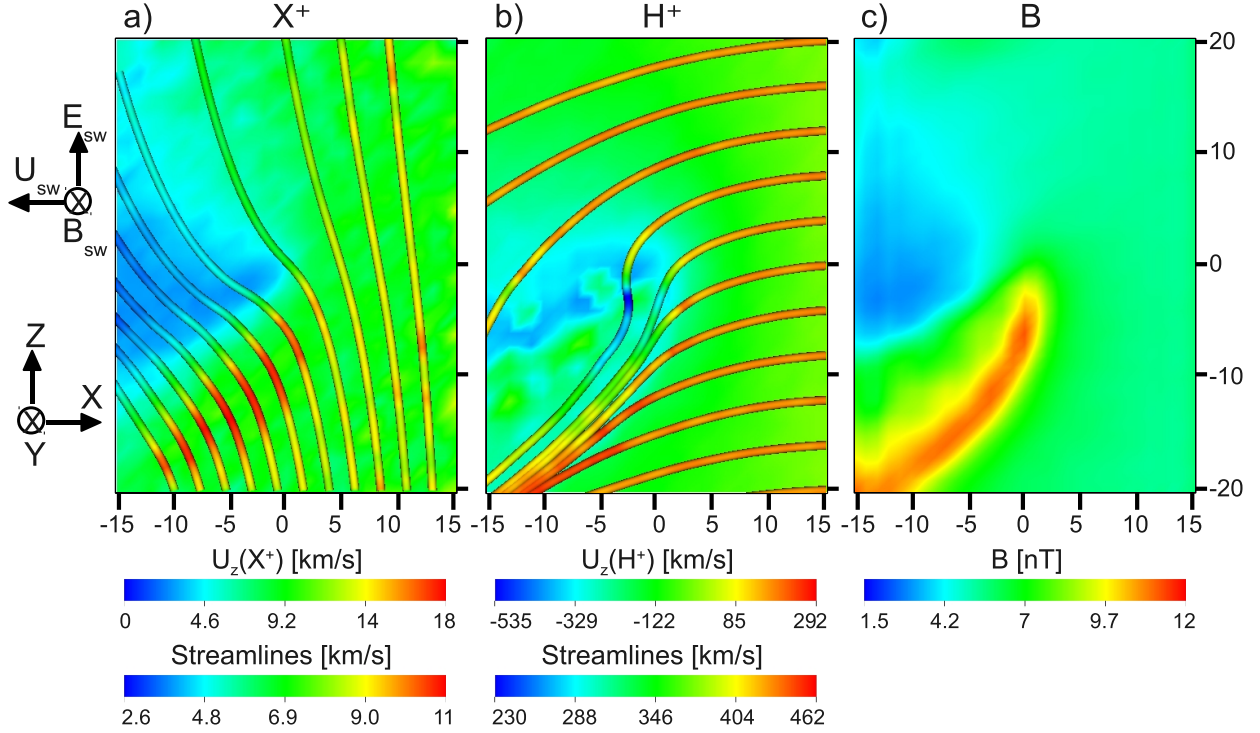 a) X⁺ b) H⁺ c) B
E_sw
U_sw
B_sw
Z
X
Y
20
10
0
-10
-20
-15 -10 -5 0 5 10 15 -15 -10 -5 0 5 10 15 -15 -10 -5 0 5 10 15
U_z(X⁺) [km/s] U_z(H⁺) [km/s] B [nT]
0 4.6 9.2 14 18 -535 -329 -122 85 292 1.5 4.2 7 9.7 12
Streamlines [km/s] Streamlines [km/s]
2.6 4.8 6.9 9.0 11 230 288 346 404 462